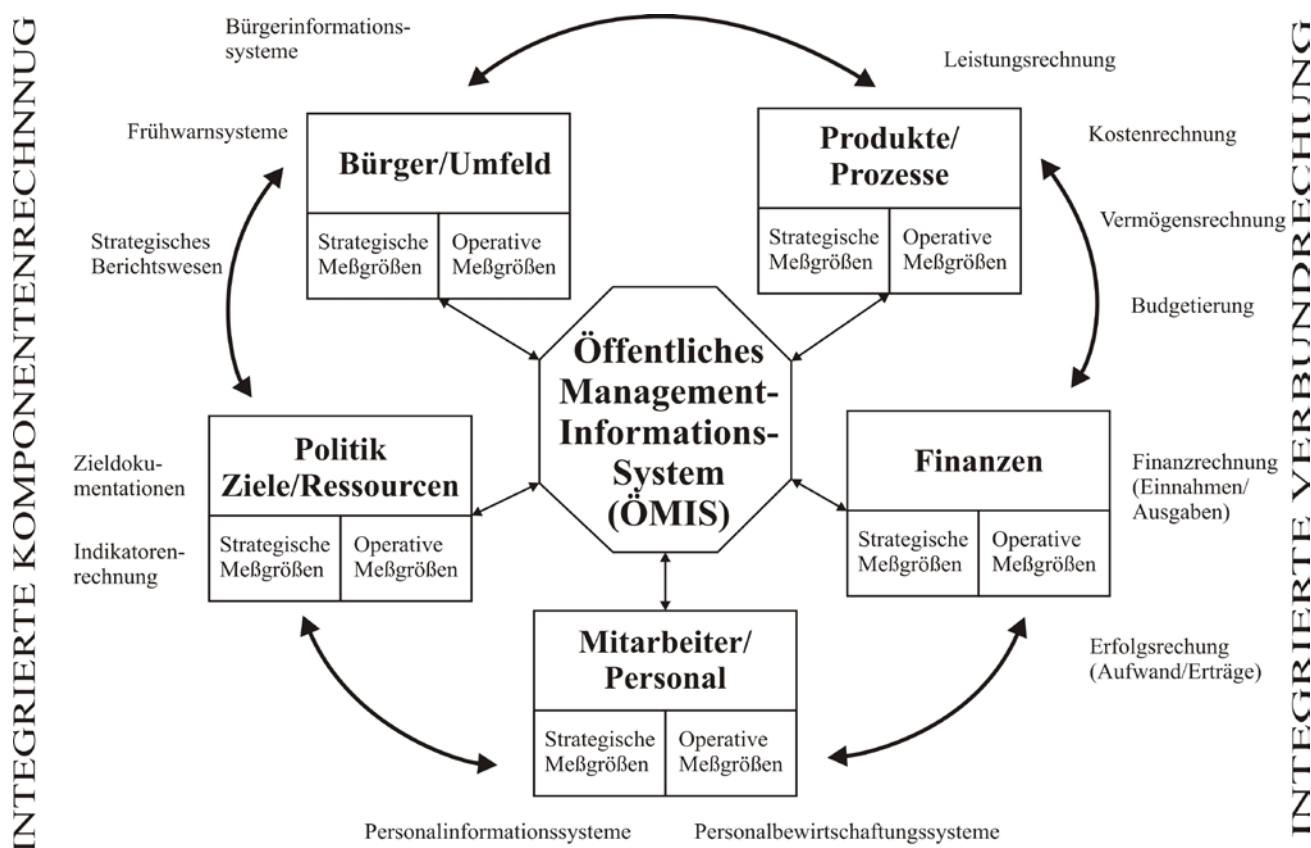 INTEGRIERTE KOMPONENTENRECHNNUG
Bürgerinformations-
systeme
Leistungsrechnung
Frühwarnsysteme
Kostenrechnung
Bürger/Umfeld
Strategische
Meßgrößen
Operative
Meßgrößen
Produkte/
Prozesse
Strategische
Meßgrößen
Operative
Meßgrößen
Strategisches
Berichtswesen
Vermögensrechnung
Budgetierung
Öffentliches
Management-
Informations-
System
(ÖMIS)
Zieldoku-
mentationen
Indikatoren-
rechnung
Politik
Ziele/Ressourcen
Strategische
Meßgrößen
Operative
Meßgrößen
Finanzen
Strategische
Meßgrößen
Operative
Meßgrößen
Finanzrechnung
(Einnahmen/
Ausgaben)
Mitarbeiter/
Personal
Strategische
Meßgrößen
Operative
Meßgrößen
Erfolgsrechung
(Aufwand/Erträge)
Personalinformationssysteme
Personalbewirtschaftungssysteme
INTEGRIERTE VERBUNDRECHUNG